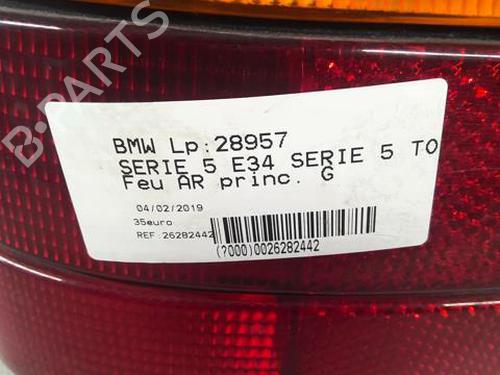 B-PARTS
BMW Lp:28957
SERIE 5 E34 SERIE 5 TO
Feu AR princ. G
04/02/2019
35euro
REF:26282442
(?000)0026282442